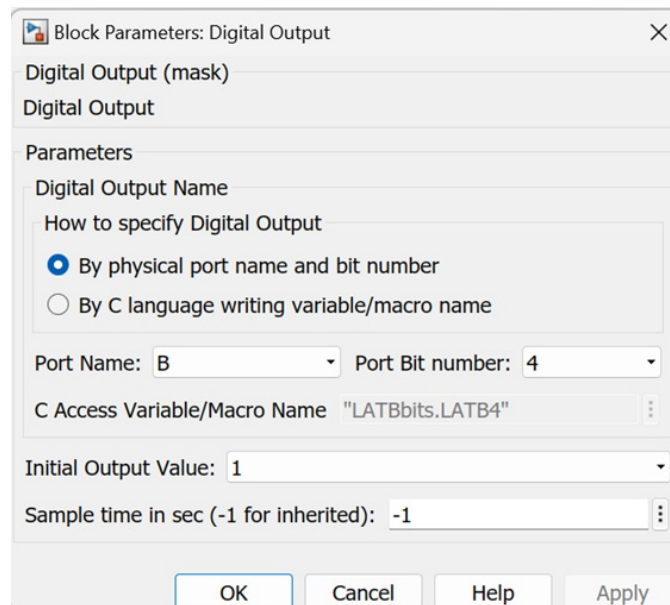 Block Parameters: Digital Output
Digital Output (mask)
Digital Output
Parameters
Digital Output Name
How to specify Digital Output
By physical port name and bit number
By C language writing variable/macro name
Port Name: B Port Bit number: 4
C Access Variable/Macro Name "LATBbits.LATB4"
Initial Output Value: 1
Sample time in sec (-1 for inherited): -1
OK Cancel Help Apply